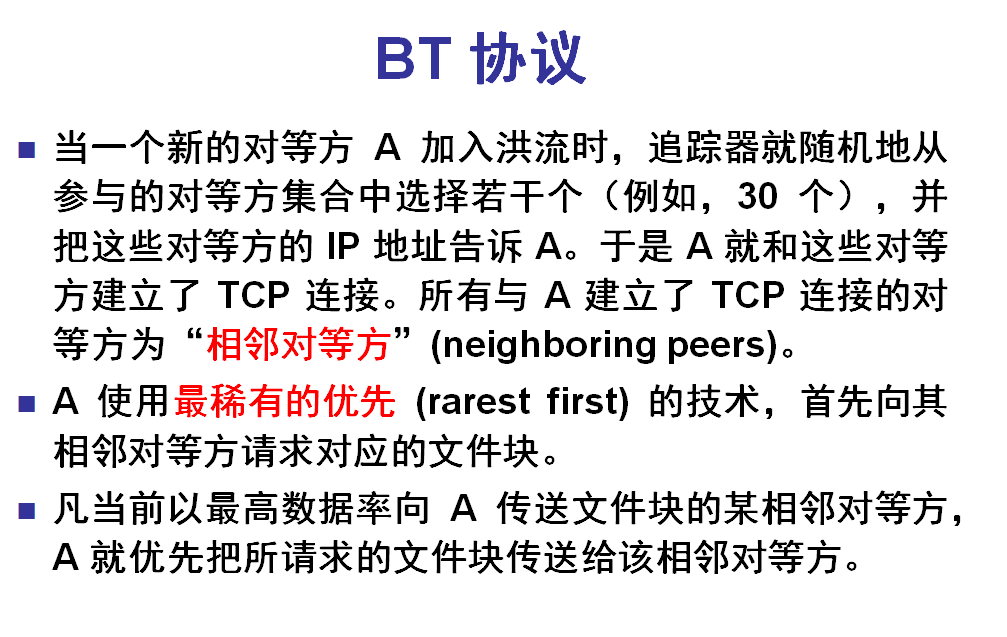 BT 协议
■ 当一个新的对等方 A 加入洪流时，追踪器就随机地从
参与的对等方集合中选择若干个（例如，30 个），并
把这些对等方的 IP 地址告诉 A。于是 A 就和这些对等
方建立了 TCP 连接。所有与 A 建立了 TCP 连接的对
等方为“相邻对等方”(neighboring peers)。
■ A 使用最稀有的优先 (rarest first) 的技术，首先向其
相邻对等方请求对应的文件块。
■ 凡当前以最高数据率向 A 传送文件块的某相邻对等方，
A 就优先把所请求的文件块传送给该相邻对等方。